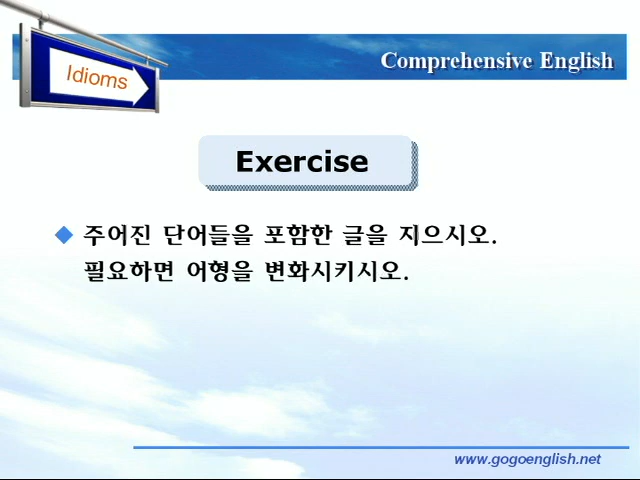 Idioms
Comprehensive English
Exercise
주어진 단어들을 포함한 글을 지으시오.
필요하면 어형을 변화시키시오.
www.gogoenglish.net